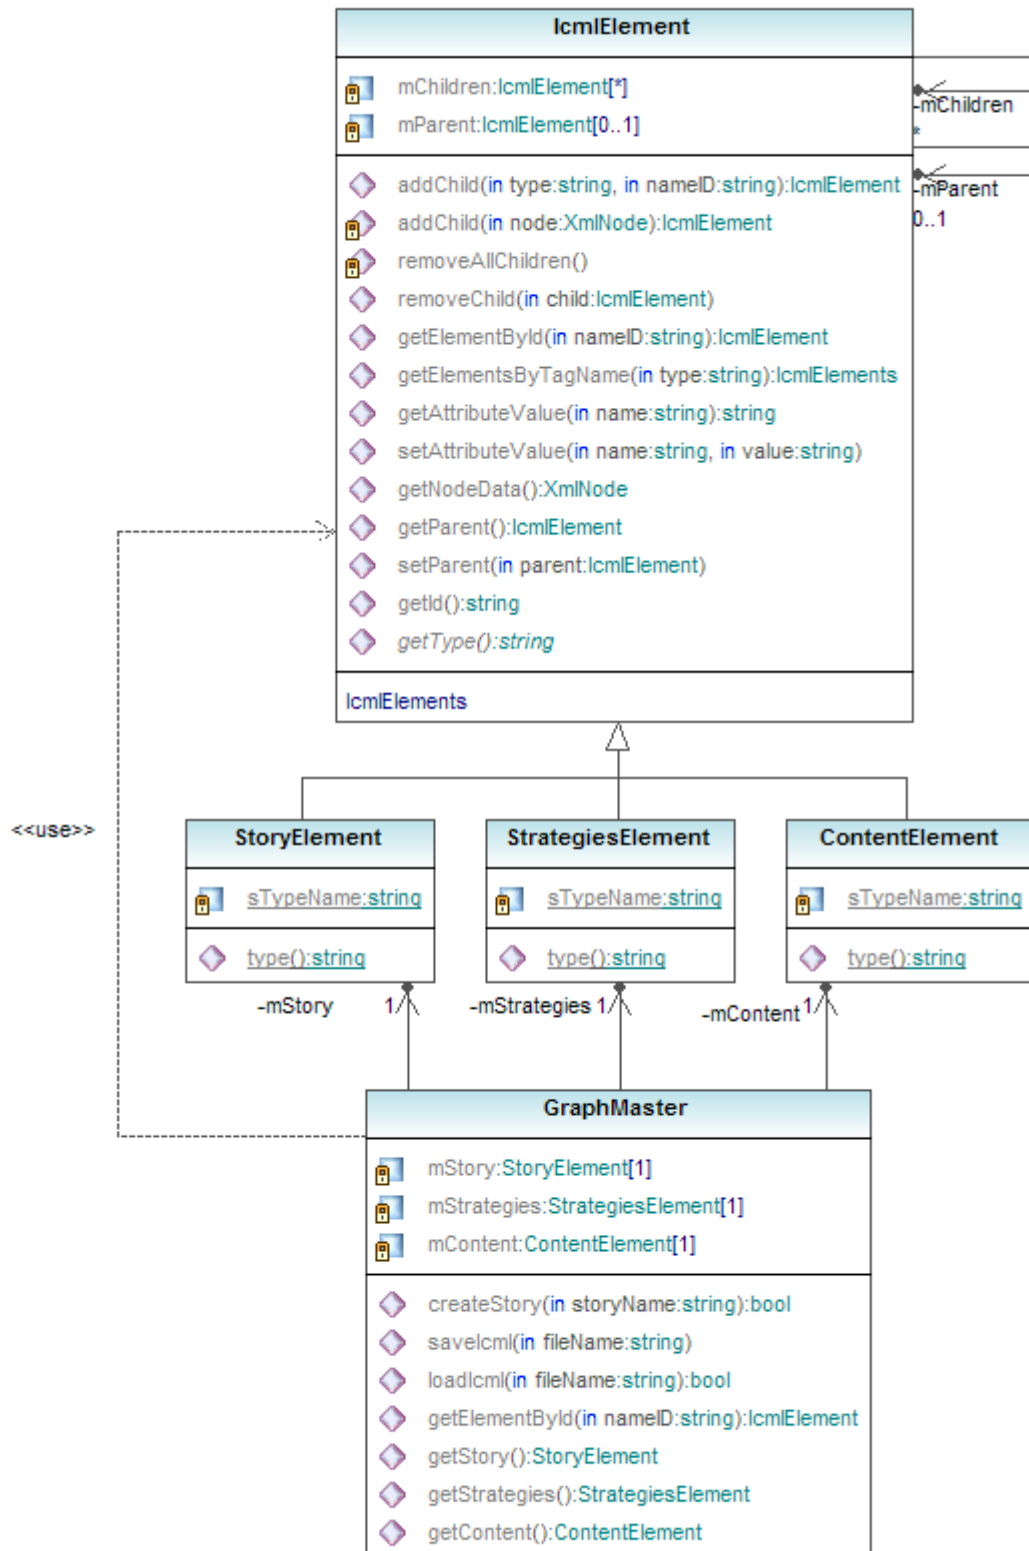 IcmlElement
mChildren:IcmlElement[*]
mParent:IcmlElement[0..1]
-mChildren
*
-mParent
0..1
addChild(in type:string, in nameID:string):IcmlElement
addChild(in node:XmlNode):IcmlElement
removeAllChildren()
removeChild(in child:IcmlElement)
getElementById(in nameID:string):IcmlElement
getElementsByTagName(in type:string):IcmlElements
getAttributeValue(in name:string):string
setAttributeValue(in name:string, in value:string)
getNodeData():XmlNode
getParent():IcmlElement
setParent(in parent:IcmlElement)
getId():string
getType():string
IcmlElements
<<use>>
StoryElement
sTypeName:string
type():string
StrategiesElement
sTypeName:string
type():string
ContentElement
sTypeName:string
type():string
-mStory 1
-mStrategies 1
-mContent 1
GraphMaster
mStory:StoryElement[1]
mStrategies:StrategiesElement[1]
mContent:ContentElement[1]
createStory(in storyName:string):bool
saveIcml(in fileName:string)
loadIcml(in fileName:string):bool
getElementById(in nameID:string):IcmlElement
getStory():StoryElement
getStrategies():StrategiesElement
getContent():ContentElement